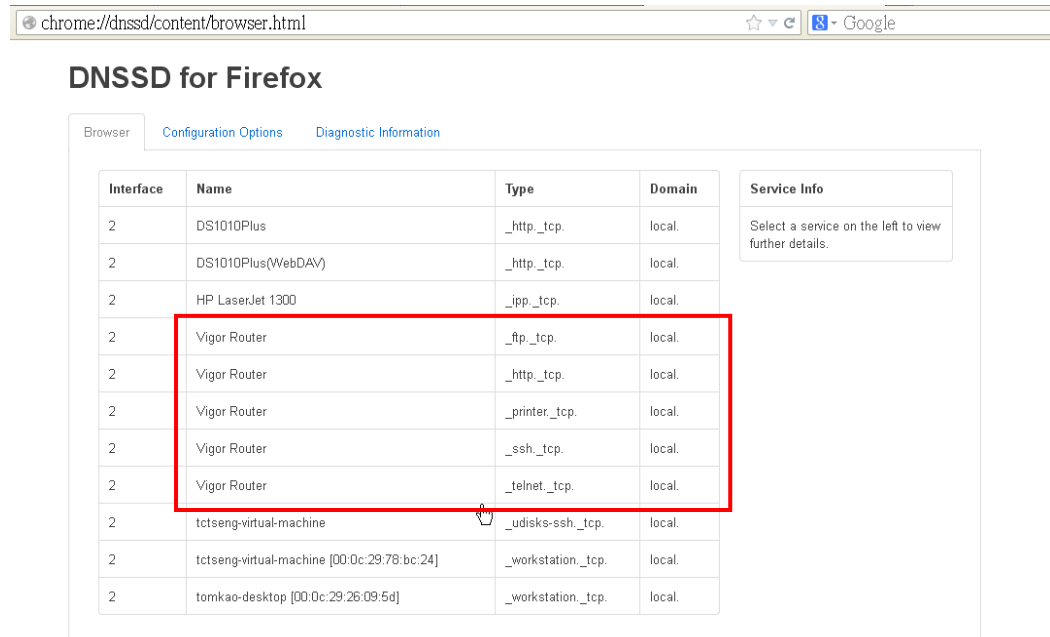 chrome://dnssd/content/browser.html
8 - Google
DNSSD for Firefox
Browser Configuration Options Diagnostic Information
Interface Name Type Domain Service Info
2 DS1010Plus _http._tcp. local. Select a service on the left to view
further details.
2 DS1010Plus(WebDAV) _http._tcp. local.
2 HP LaserJet 1300 _ipp._tcp. local.
2 Vigor Router _ftp._tcp. local.
2 Vigor Router _http._tcp. local.
2 Vigor Router _printer._tcp. local.
2 Vigor Router _ssh._tcp. local.
2 Vigor Router _telnet._tcp. local.
2 tctseng-virtual-machine _udisks-ssh._tcp. local.
2 tctseng-virtual-machine [00:0c:29:78:bc:24] _workstation._tcp. local.
2 tomkao-desktop [00:0c:29:26:09:5d] _workstation._tcp. local.